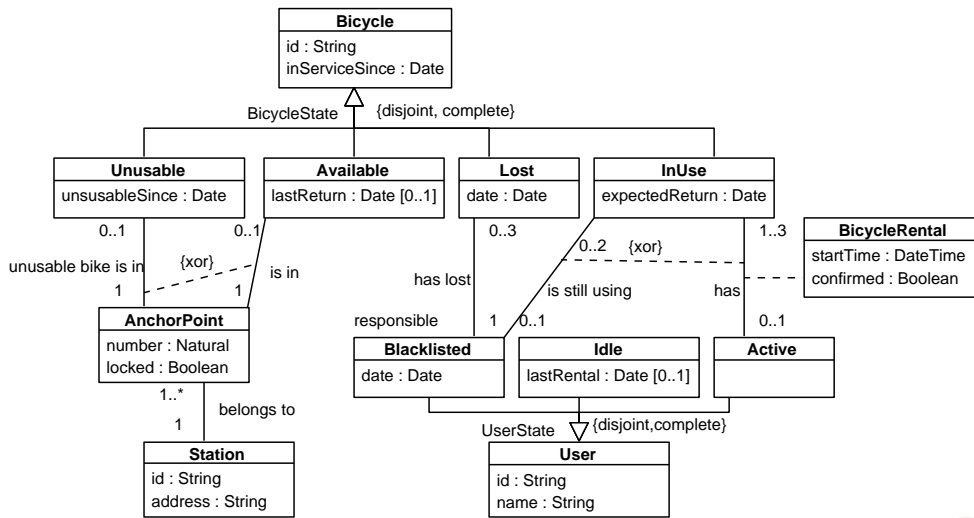 Bicycle
id : String
inServiceSince : Date
BicycleState
{disjoint, complete}
Unusable
unsusableSince : Date
Available
lastReturn : Date [0..1]
Lost
date : Date
InUse
expectedReturn : Date
BicycleRental
startTime : DateTime
confirmed : Boolean
0..1
0..1
0..3
0..2
1..3
{xor}
{xor}
unusable bike is in
is in
has lost
is still using
has
1
1
responsible
1
0..1
0..1
AnchorPoint
number : Natural
locked : Boolean
Blacklisted
date : Date
Idle
lastRental : Date [0..1]
Active
1..*
belongs to
1
UserState
{disjoint,complete}
Station
id : String
address : String
User
id : String
name : String